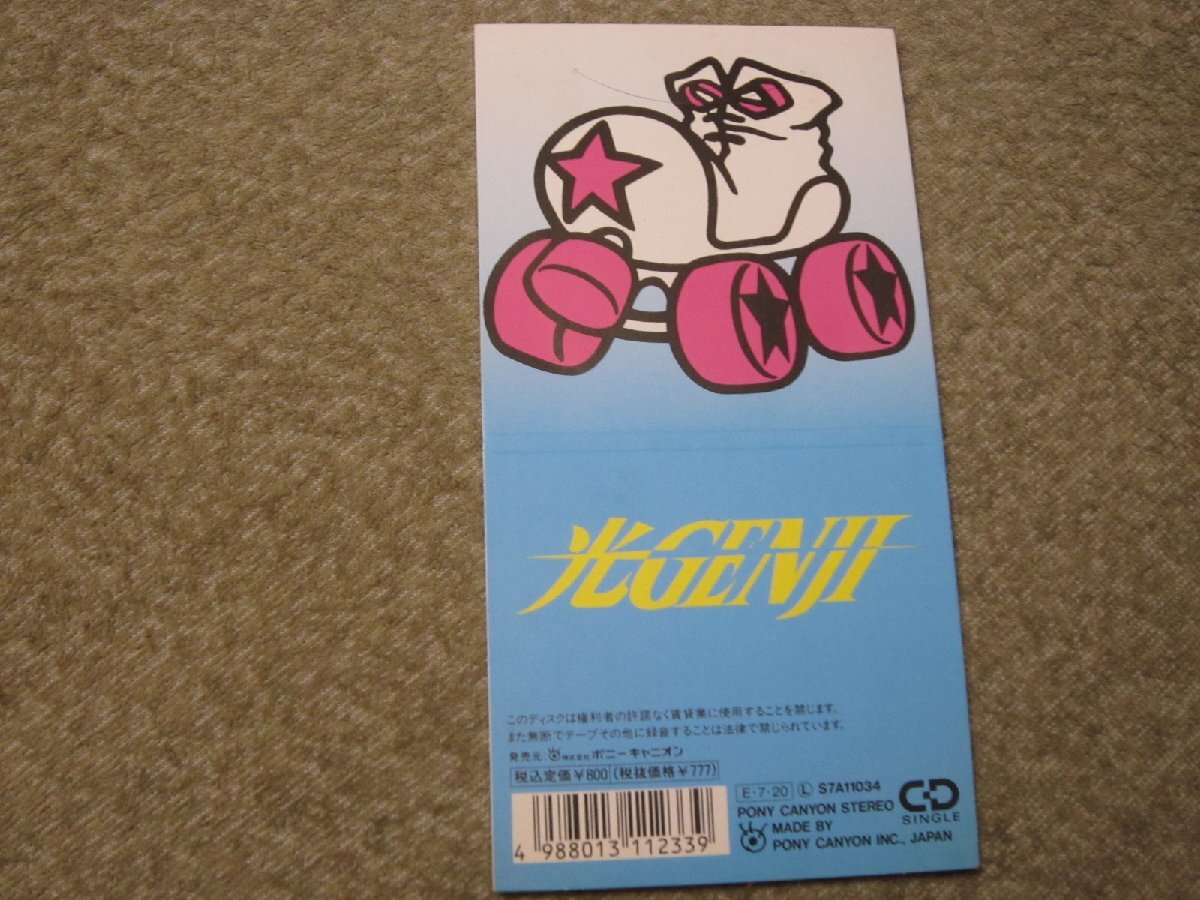 光GENJI
このディスクは権利者の許諾なく賃貸業に使用することを禁じます。
また無断でテープその他に録音することは法律で禁じられています。
発売元 株式会社 ポニーキャニオン
税込定価¥800(税抜価格¥777)
E・7・20 Ⓛ S7A11034
PONY CANYON STEREO
CD SINGLE
MADE BY
PONY CANYON INC., JAPAN
4 988013 112339